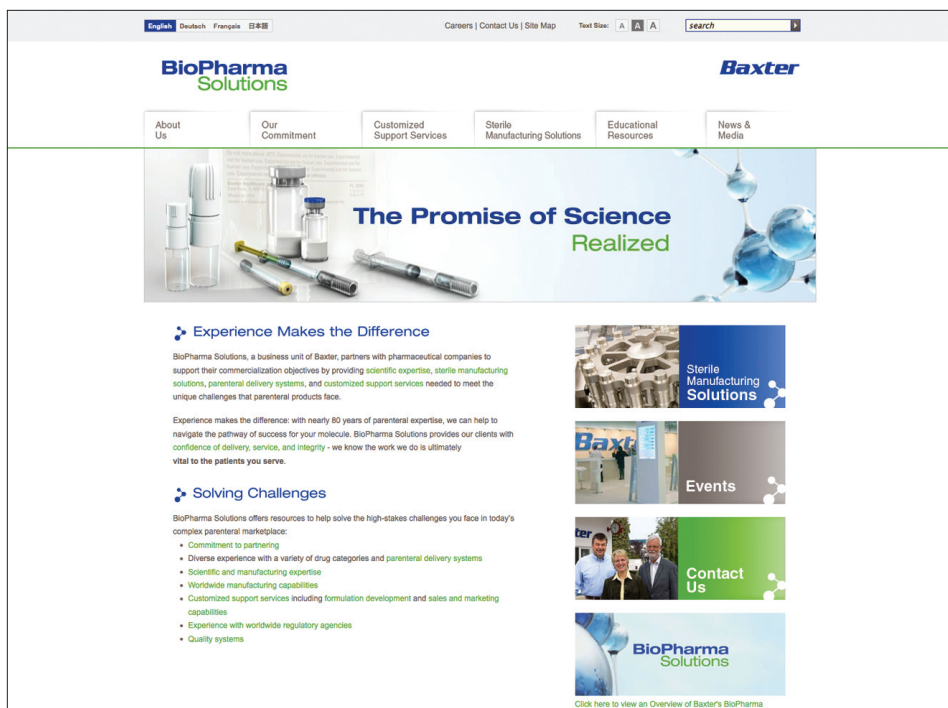 English Deutsch Français 日本語
Careers | Contact Us | Site Map
Text Size: A A A
search
BioPharma
Solutions
Baxter
About
Us
Our
Commitment
Customized
Support Services
Sterile
Manufacturing Solutions
Educational
Resources
News &
Media
The Promise of Science
Realized
Experience Makes the Difference
BioPharma Solutions, a business unit of Baxter, partners with pharmaceutical companies to
support their commercialization objectives by providing scientific expertise, sterile manufacturing
solutions, parenteral delivery systems, and customized support services needed to meet the
unique challenges that parenteral products face.
Experience makes the difference: with nearly 80 years of parenteral expertise, we can help to
navigate the pathway of success for your molecule. BioPharma Solutions provides our clients with
confidence of delivery, service, and integrity - we know the work we do is ultimately
vital to the patients you serve.
Solving Challenges
BioPharma Solutions offers resources to help solve the high-stakes challenges you face in today's
complex parenteral marketplace:
• Commitment to partnering
• Diverse experience with a variety of drug categories and parenteral delivery systems
• Scientific and manufacturing expertise
• Worldwide manufacturing capabilities
• Customized support services including formulation development and sales and marketing
capabilities
• Experience with worldwide regulatory agencies
• Quality systems
Sterile
Manufacturing
Solutions
Baxt
Events
ter
Contact
Us
BioPharma
Solutions
Click here to view an Overview of Baxter's BioPharma